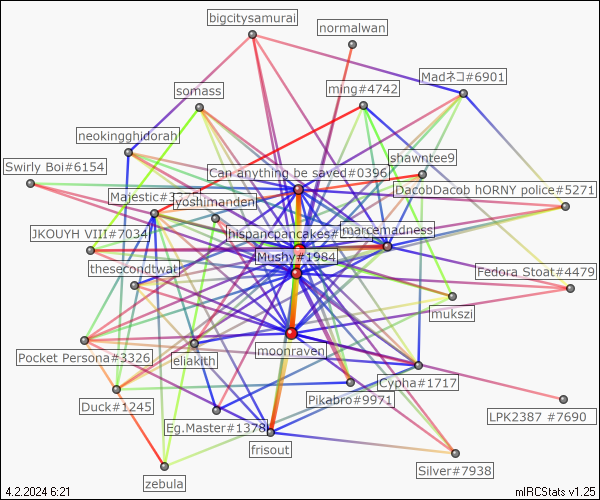 bigcitysamurai
normalwan
Madネコ#6901
somass
ming#4742
neokingghidorah
shawntee9
Swirly Boi#6154
Can anything be saved#0396
DacobDacob hORNY police#5271
Majestic#3
yoshimanden
JKOUYH VIII#7034
hispancpancakes#
marcemadness
Mushy#1984
thesecondtwat
Fedora Stoat#4479
mukszi
Pocket Persona#3326
eliakith
moonraven
Cypha#1717
Duck#1245
Pikabro#9971
LPK2387 #7690
Eg.Master#1378
frisout
Silver#7938
zebula
4.2.2024 6:21
mIRCStats v1.25